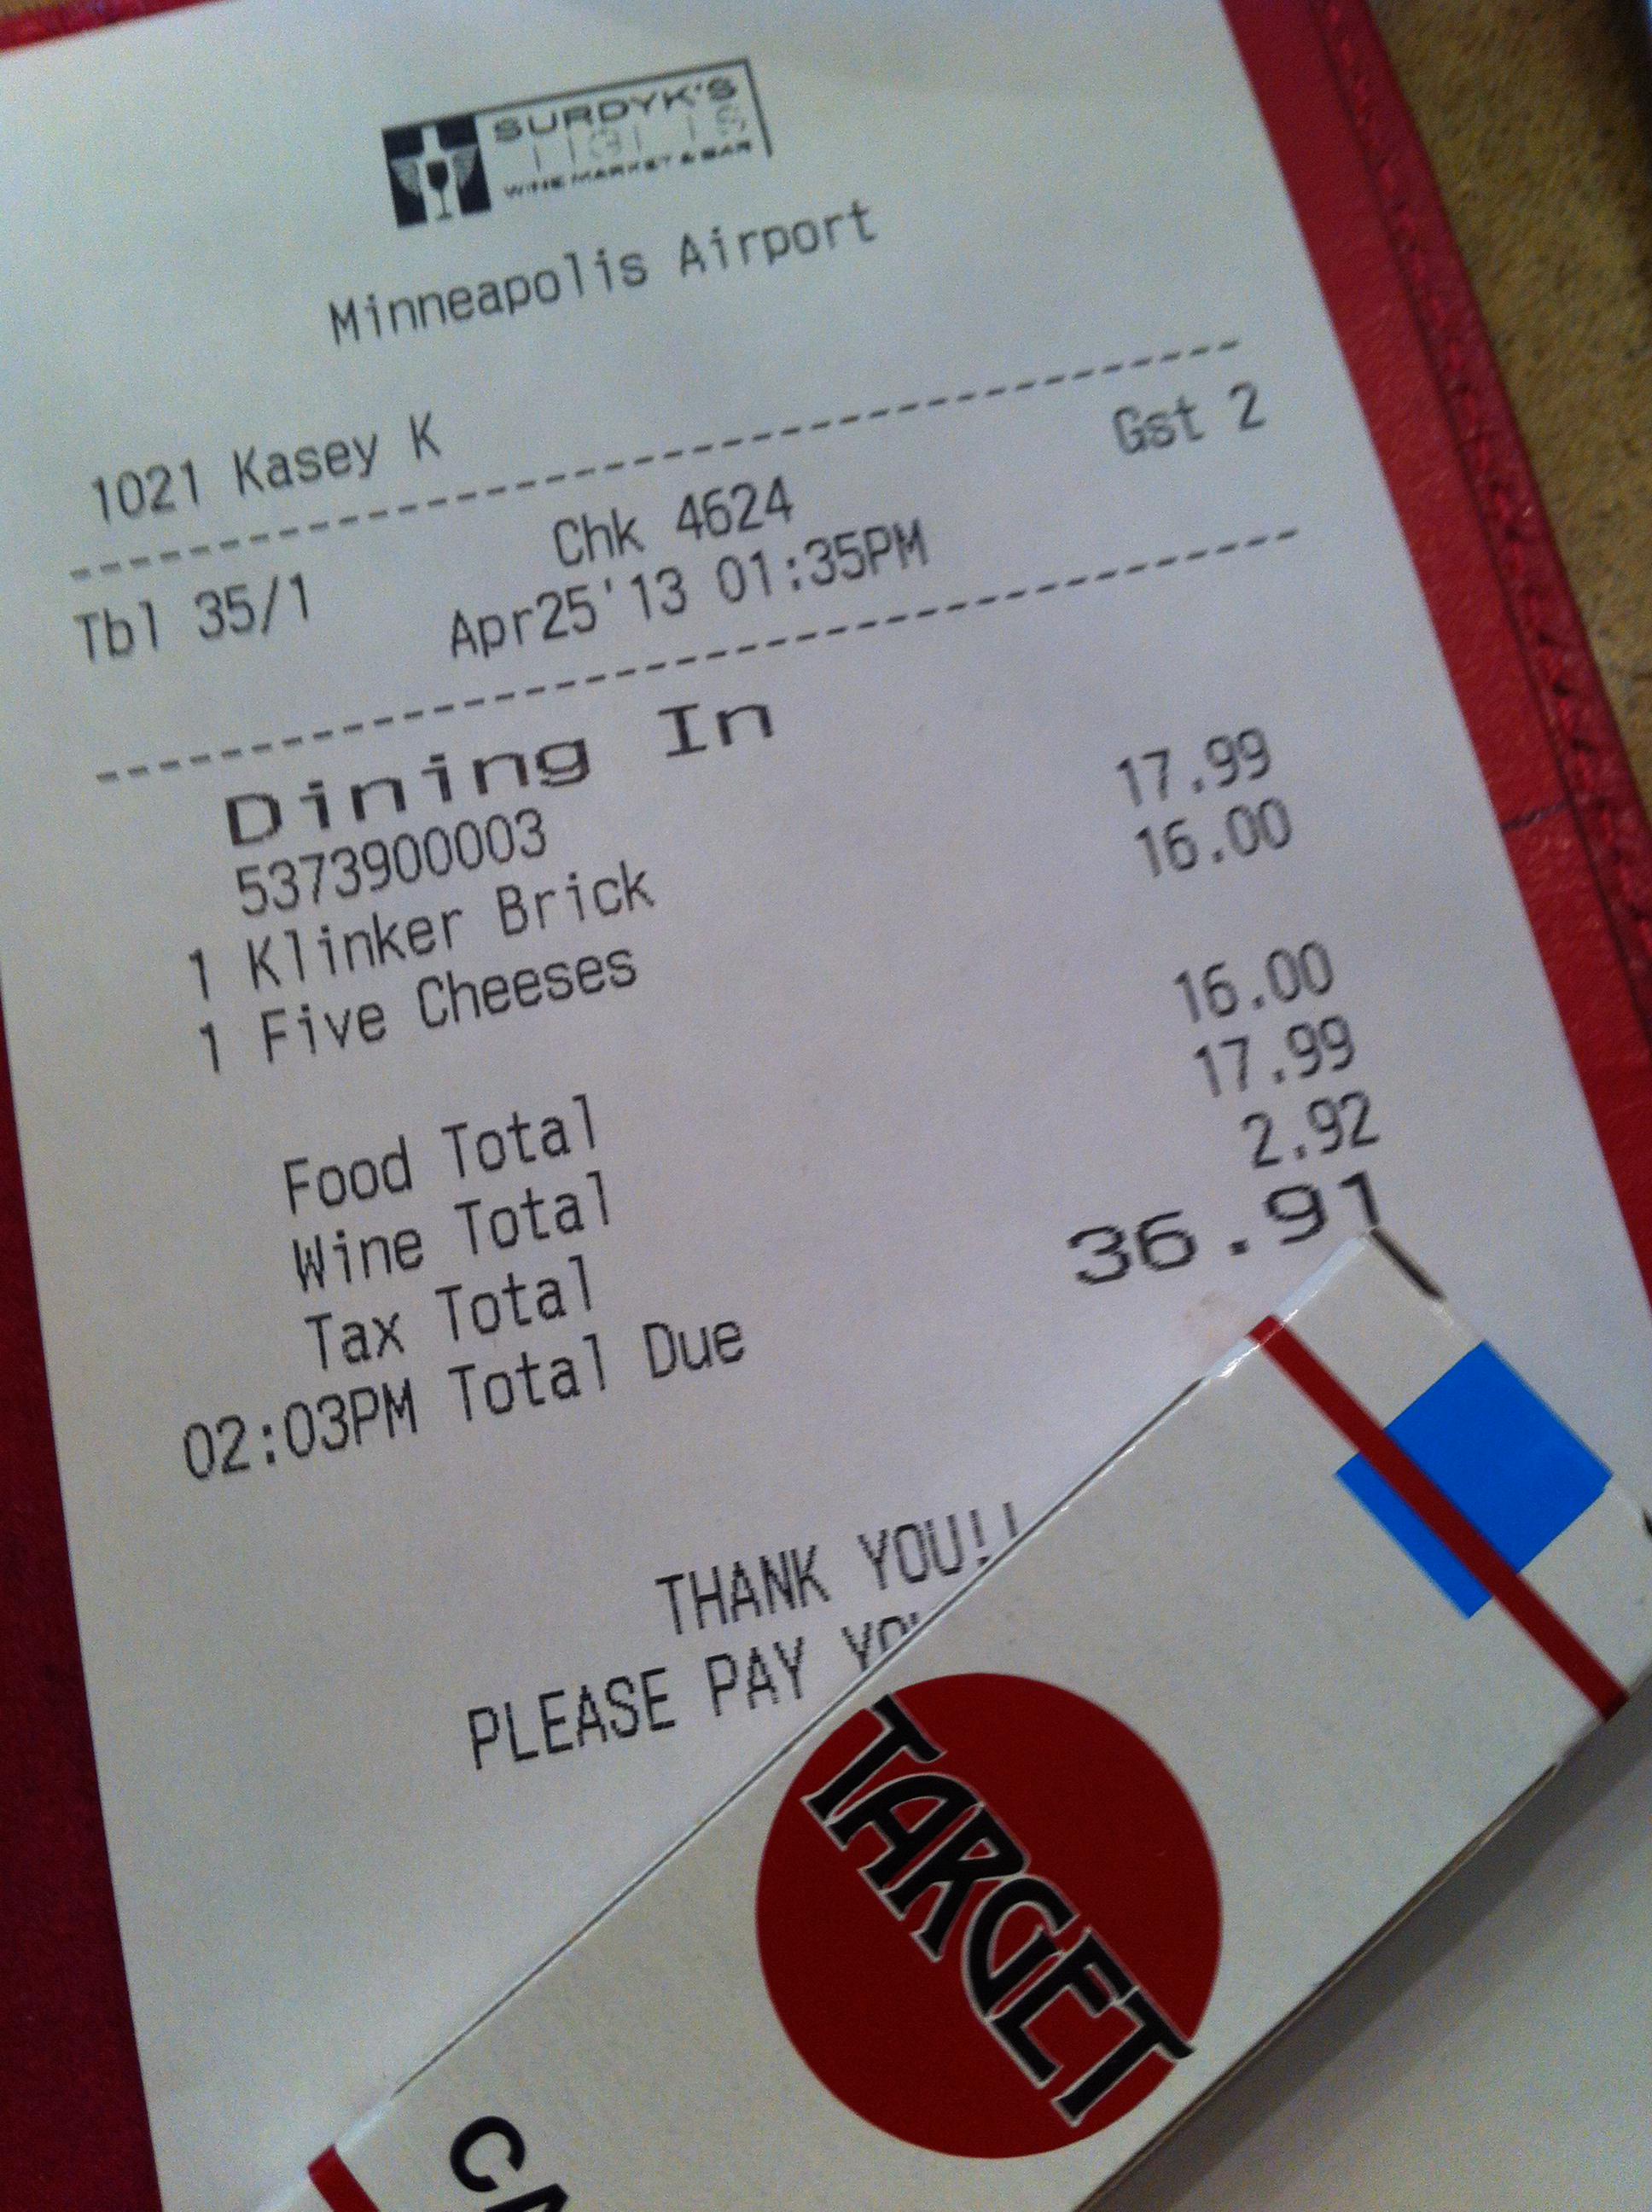 SURDYK'S
FLIGHTS
WINE MARKET & BAR
Minneapolis Airport
1021 Kasey K
Tbl 35/1 Chk 4624 Gst 2
Apr25'13 01:35PM
Dining In
5373900003
1 Klinker Brick 17.99
1 Five Cheeses 16.00
Food Total 16.00
Wine Total 17.99
Tax Total 2.92
02:03PM Total Due 36.91
THANK YOU!!
PLEASE PAY
TARGET
CA